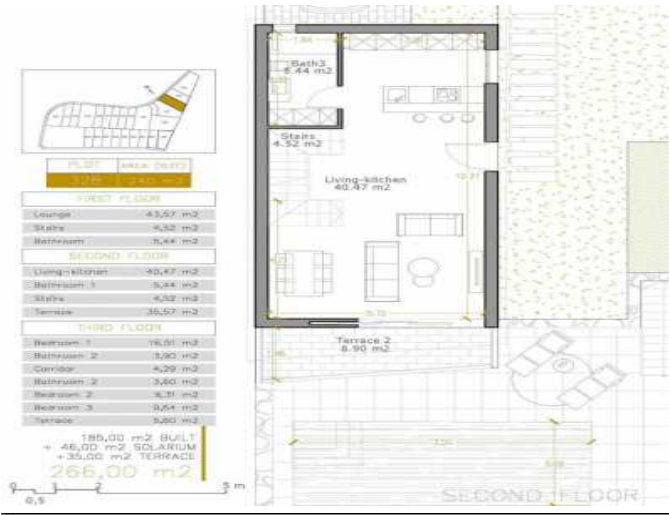 PLOT AREA (m2)
328 240 m2
FIRST FLOOR
Lounge 43,57 m2
Stairs 4,52 m2
Bathroom 5,44 m2
SECOND FLOOR
Living-kitchen 40,47 m2
Bathroom 1 5,44 m2
Stairs 4,52 m2
Terrace 35,57 m2
THIRD FLOOR
Bedroom 1 16,51 m2
Bathroom 2 3,90 m2
Corridor 4,29 m2
Bathroom 2 3,60 m2
Bedroom 2 8,31 m2
Bedroom 3 9,54 m2
Terrace 5,60 m2
185,00 m2 BUILT
+ 46,00 m2 SOLARIUM
+35,00 m2 TERRACE
266,00 m2
0 1 2 5 m
0,5
Bath3
5.44 m2
Stairs
4.52 m2
Living-kitchen
40.47 m2
Terrace 2
8.90 m2
SECOND FLOOR